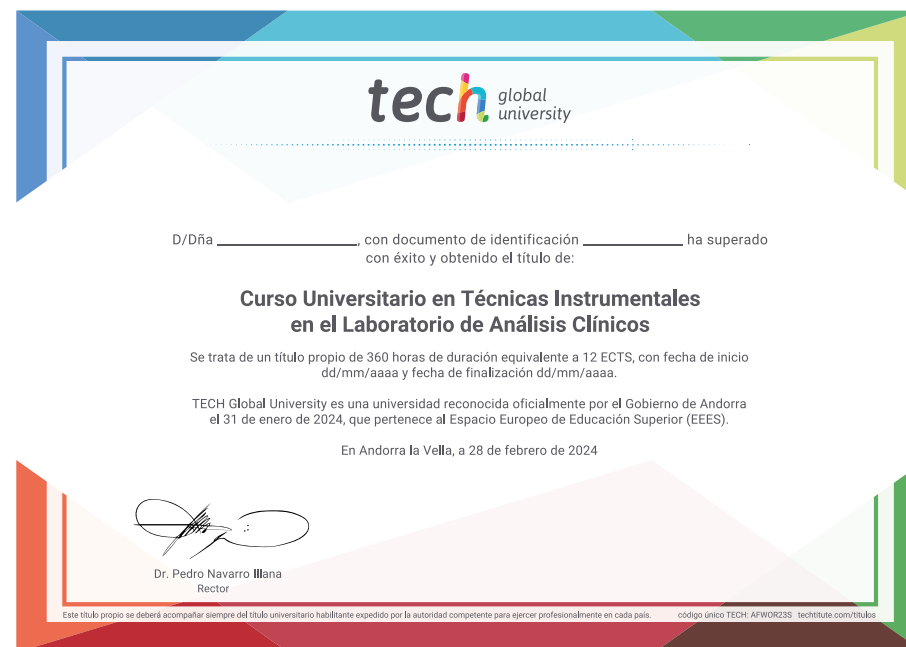 tech global university
D/Dña ____________________, con documento de identificación ______________ ha superado
con éxito y obtenido el título de:
Curso Universitario en Técnicas Instrumentales
en el Laboratorio de Análisis Clínicos
Se trata de un título propio de 360 horas de duración equivalente a 12 ECTS, con fecha de inicio
dd/mm/aaaa y fecha de finalización dd/mm/aaaa.
TECH Global University es una universidad reconocida oficialmente por el Gobierno de Andorra
el 31 de enero de 2024, que pertenece al Espacio Europeo de Educación Superior (EEES).
En Andorra la Vella, a 28 de febrero de 2024
Dr. Pedro Navarro Illana
Rector
Este título propio se deberá acompañar siempre del título universitario habilitante expedido por la autoridad competente para ejercer profesionalmente en cada país. código único TECH: AFWOR23S techtitute.com/titulos